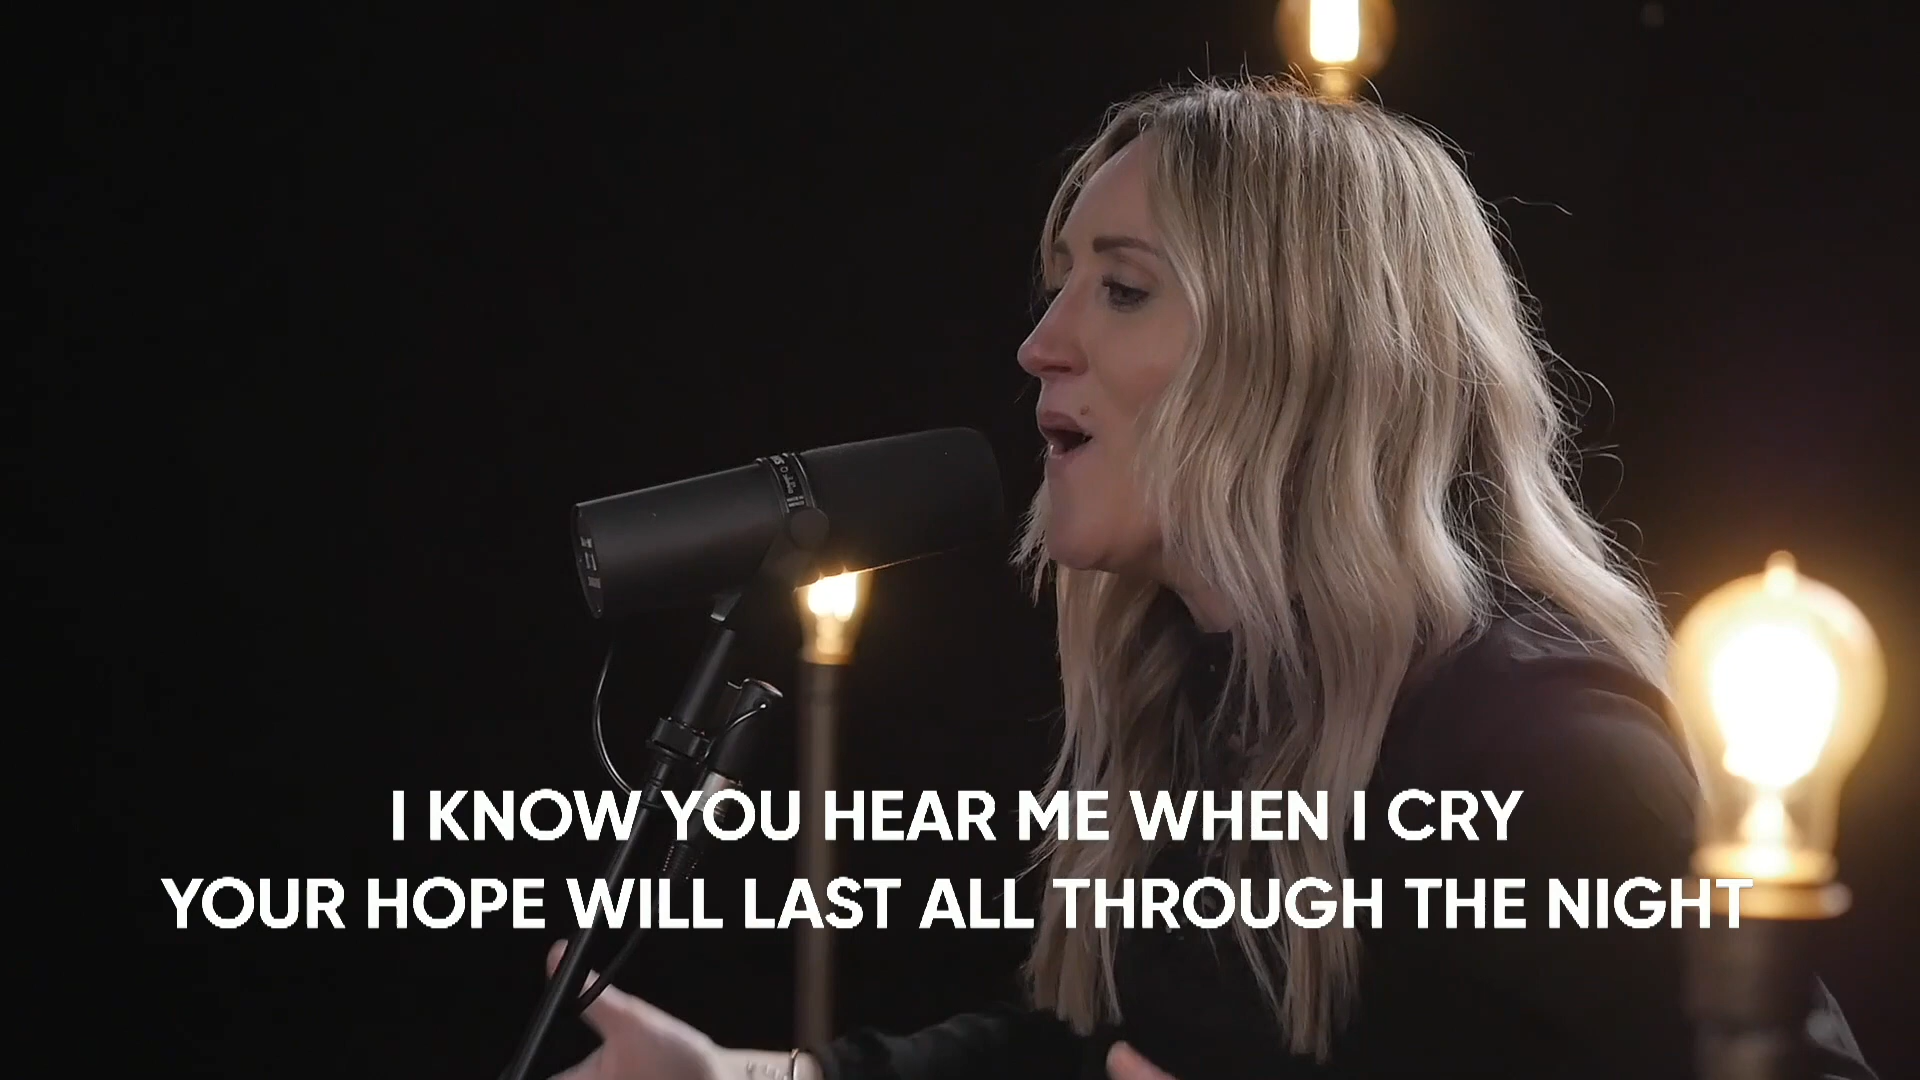 I KNOW YOU HEAR ME WHEN I CRY
YOUR HOPE WILL LAST ALL THROUGH THE NIGHT